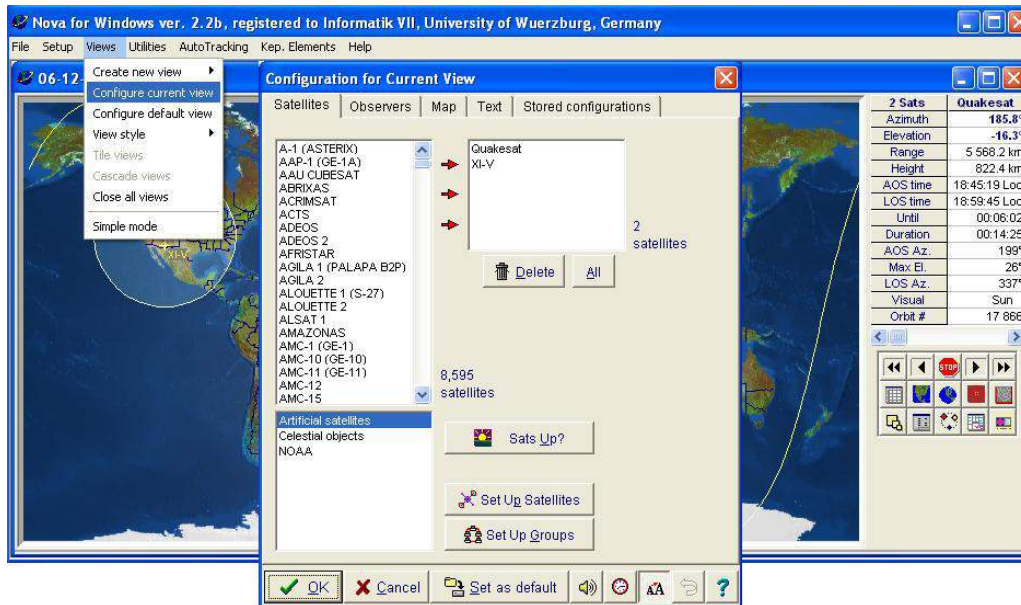 Nova for Windows ver. 2.2b, registered to Informatik VII, University of Wuerzburg, Germany
File Setup Views Utilities AutoTracking Kep. Elements Help
06-12-
Create new view
Configure current view
Configure default view
View style
Tile views
Cascade views
Close all views
Simple mode
XI-V
Configuration for Current View
Satellites Observers Map Text Stored configurations
A-1 (ASTERIX)
AAP-1 (GE-1A)
AAU CUBESAT
ABRIXAS
ACRIMSAT
ACTS
ADEOS
ADEOS 2
AFRISTAR
AGILA 1 (PALAPA B2P)
AGILA 2
ALOUETTE 1 (S-27)
ALOUETTE 2
ALSAT 1
AMAZONAS
AMC-1 (GE-1)
AMC-10 (GE-10)
AMC-11 (GE-11)
AMC-12
AMC-15
Quakesat
XI-V
2
satellites
Delete All
8,595
satellites
Artificial satellites
Celestial objects
NOAA
Sats Up?
Set Up Satellites
Set Up Groups
OK Cancel Set as default AA ?
2 Sats Quakesat
Azimuth 185.8°
Elevation -16.3°
Range 5 568.2 km
Height 822.4 km
AOS time 18:45:19 Loc
LOS time 18:59:45 Loc
Until 00:06:02
Duration 00:14:25
AOS Az. 199°
Max El. 26°
LOS Az. 337°
Visual Sun
Orbit # 17 866
STOP